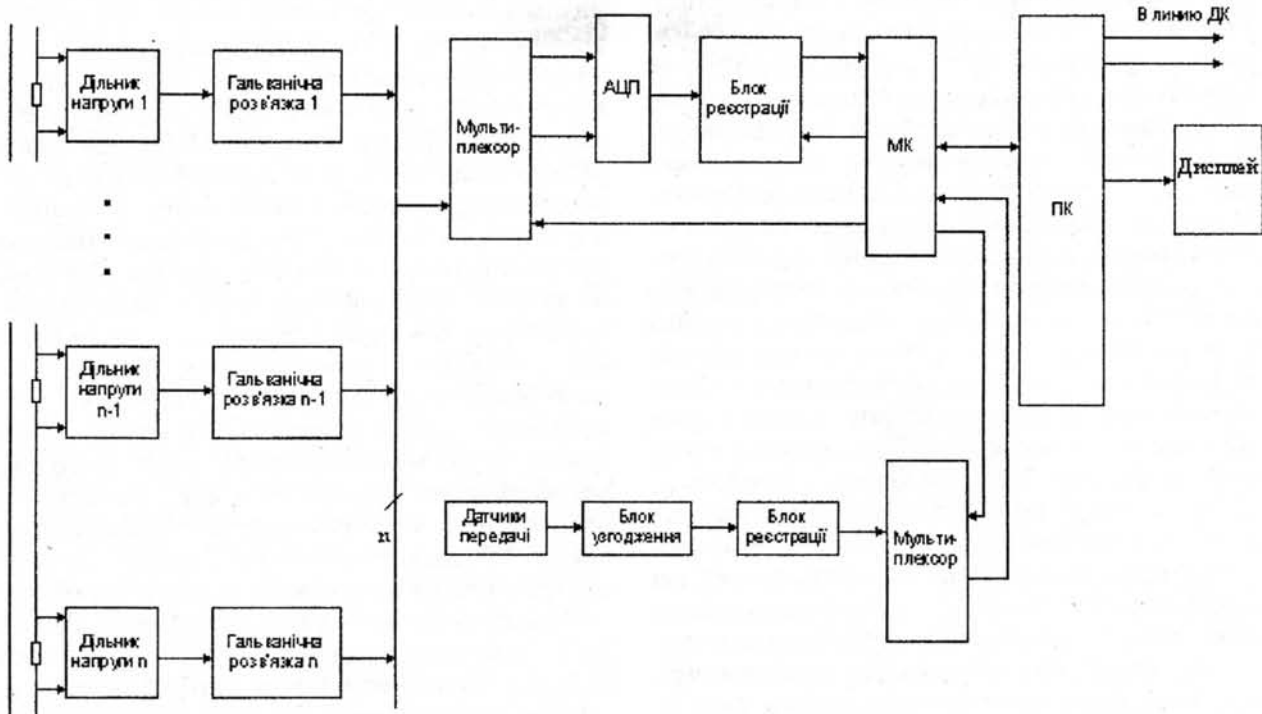 В линию ДК
Дільник
напруги 1
Гальванічна
розв'язка 1
Мульти-
плексор
АЦП
Блок
реєстрації
МК
ПК
Дисплей
Дільник
напруги
n-1
Гальванічна
розв'язка n-1
n
Датчики
передачі
Блок
узгодження
Блок
реєстрації
Мульти-
плексор
Дільник
напруги n
Гальванічна
розв'язка n